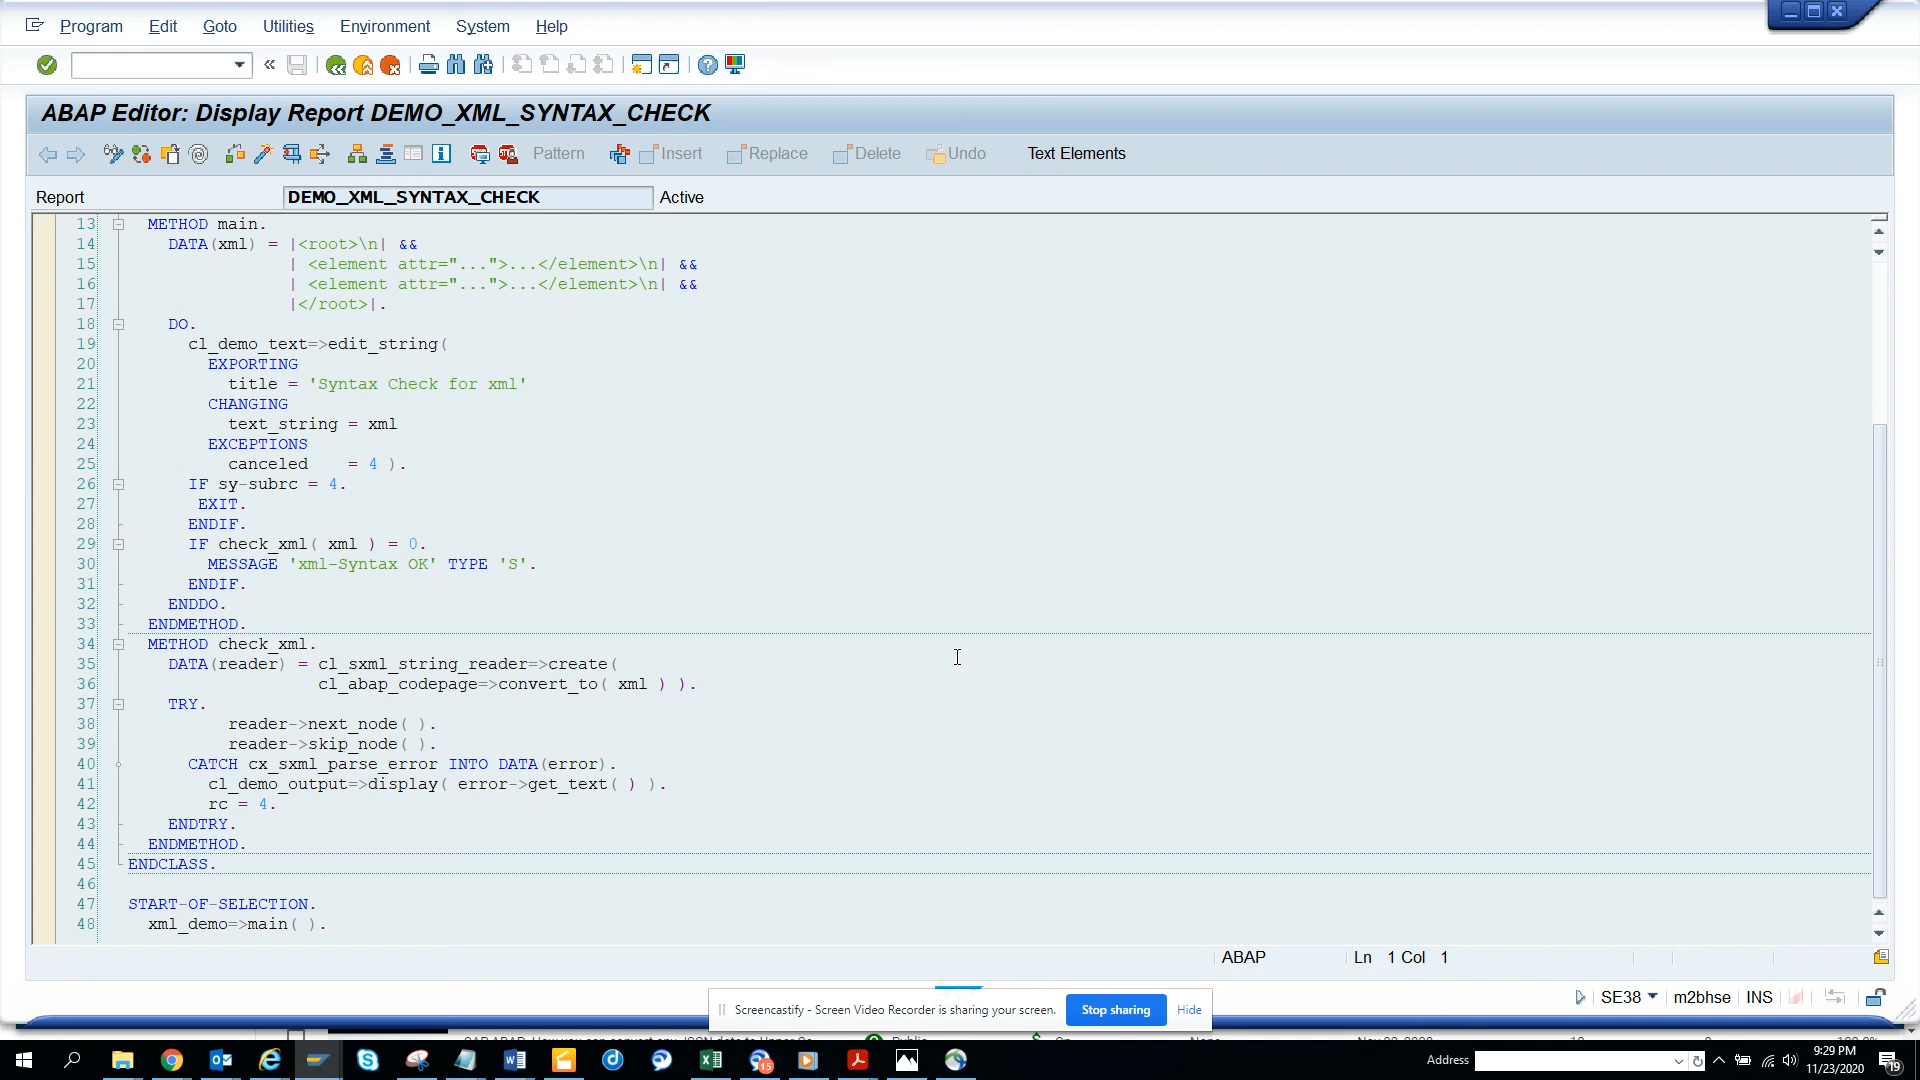 Program Edit Goto Utilities Environment System Help
ABAP Editor: Display Report DEMO_XML_SYNTAX_CHECK
Pattern Insert Replace Delete Undo Text Elements
Report DEMO_XML_SYNTAX_CHECK Active
13 METHOD main.
14 DATA(xml) = |<root>\n| &&
15 | <element attr="...">...</element>\n| &&
16 | <element attr="...">...</element>\n| &&
17 |</root>|.
18 DO.
19 cl_demo_text=>edit_string(
20 EXPORTING
21 title = 'Syntax Check for xml'
22 CHANGING
23 text_string = xml
24 EXCEPTIONS
25 canceled = 4 ).
26 IF sy-subrc = 4.
27 EXIT.
28 ENDIF.
29 IF check_xml( xml ) = 0.
30 MESSAGE 'xml-Syntax OK' TYPE 'S'.
31 ENDIF.
32 ENDDO.
33 ENDMETHOD.
34 METHOD check_xml.
35 DATA(reader) = cl_sxml_string_reader=>create(
36 cl_abap_codepage=>convert_to( xml ) ).
37 TRY.
38 reader->next_node( ).
39 reader->skip_node( ).
40 CATCH cx_sxml_parse_error INTO DATA(error).
41 cl_demo_output=>display( error->get_text( ) ).
42 rc = 4.
43 ENDTRY.
44 ENDMETHOD.
45 ENDCLASS.
46
47 START-OF-SELECTION.
48 xml_demo=>main( ).
ABAP Ln 1 Col 1
SE38 m2bhse INS
Screencastify - Screen Video Recorder is sharing your screen. Stop sharing Hide
Address
9:29 PM
11/23/2020
15
19